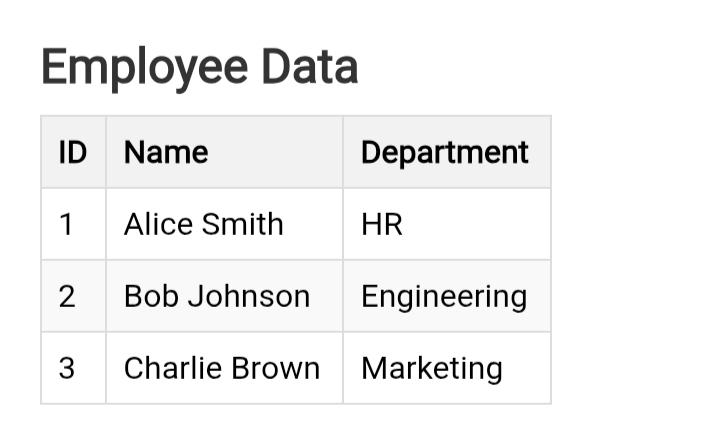 Employee Data
ID Name Department
1 Alice Smith HR
2 Bob Johnson Engineering
3 Charlie Brown Marketing